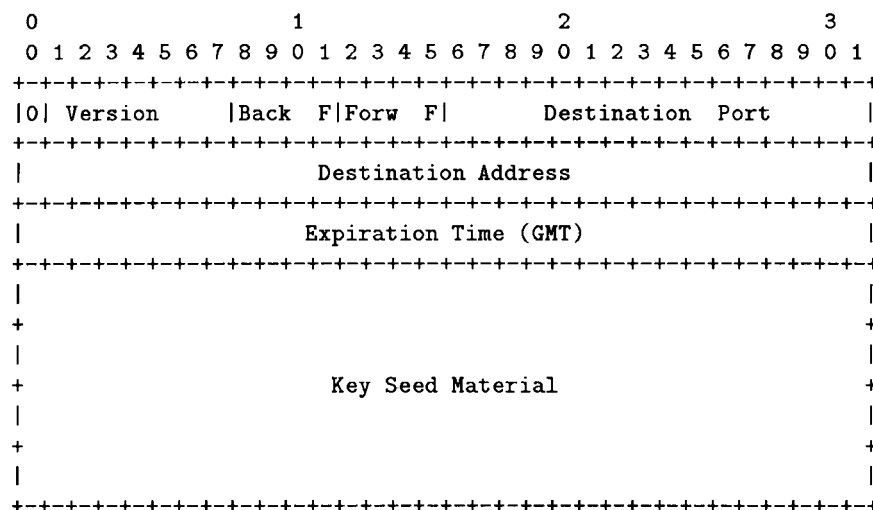 0                   1                   2                   3
 0 1 2 3 4 5 6 7 8 9 0 1 2 3 4 5 6 7 8 9 0 1 2 3 4 5 6 7 8 9 0 1
+-+-+-+-+-+-+-+-+-+-+-+-+-+-+-+-+-+-+-+-+-+-+-+-+-+-+-+-+-+-+-+-+
|0| Version     |Back  F|Forw  F|       Destination  Port       |
+-+-+-+-+-+-+-+-+-+-+-+-+-+-+-+-+-+-+-+-+-+-+-+-+-+-+-+-+-+-+-+-+
|                      Destination Address                      |
+-+-+-+-+-+-+-+-+-+-+-+-+-+-+-+-+-+-+-+-+-+-+-+-+-+-+-+-+-+-+-+-+
|                     Expiration Time (GMT)                     |
+-+-+-+-+-+-+-+-+-+-+-+-+-+-+-+-+-+-+-+-+-+-+-+-+-+-+-+-+-+-+-+-+
|                                                               |
+                                                               +
|                                                               |
+                       Key Seed Material                       +
|                                                               |
+                                                               +
|                                                               |
+-+-+-+-+-+-+-+-+-+-+-+-+-+-+-+-+-+-+-+-+-+-+-+-+-+-+-+-+-+-+-+-+